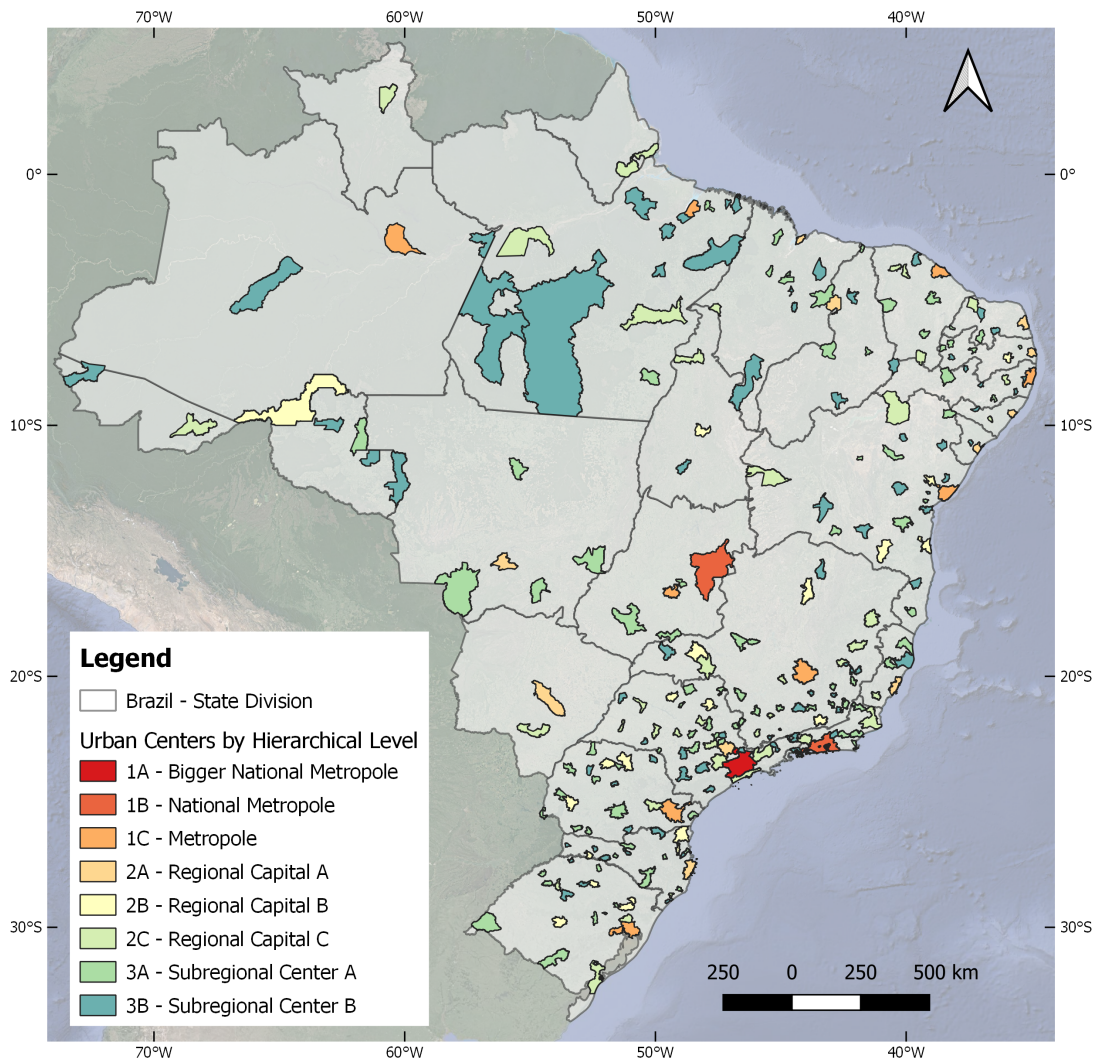 70°W 60°W 50°W 40°W
0° 0°
10°S 10°S
20°S 20°S
30°S 30°S
Legend
Brazil - State Division
Urban Centers by Hierarchical Level
1A - Bigger National Metropole
1B - National Metropole
1C - Metropole
2A - Regional Capital A
2B - Regional Capital B
2C - Regional Capital C
3A - Subregional Center A
3B - Subregional Center B
250 0 250 500 km
70°W 60°W 50°W 40°W